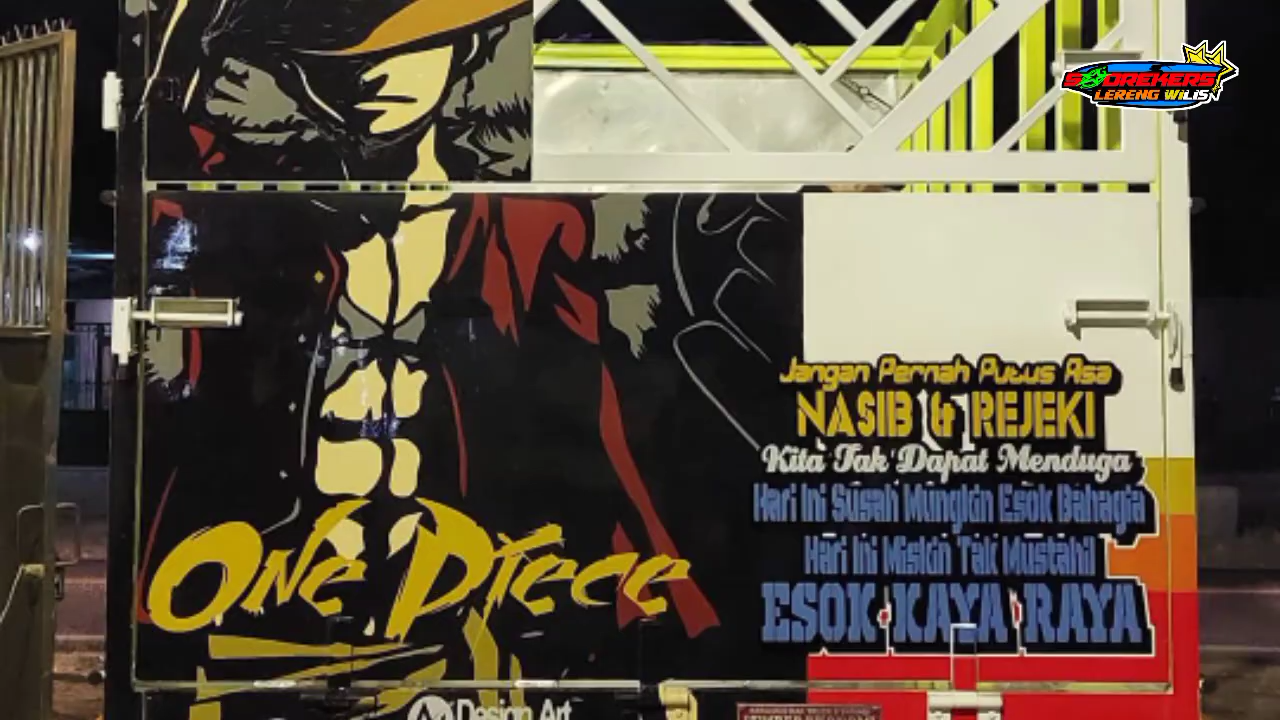 SCOREKERS
LERENG WILIS
Jangan Pernah Putus Asa
NASIB & REJEKI
Kita Tak Dapat Menduga
Hari Ini Susah Mungkin Esok Bahagia
Hari Ini Miskin Tak Mustahil
ESOK KAYA RAYA
One Piece
Design Art